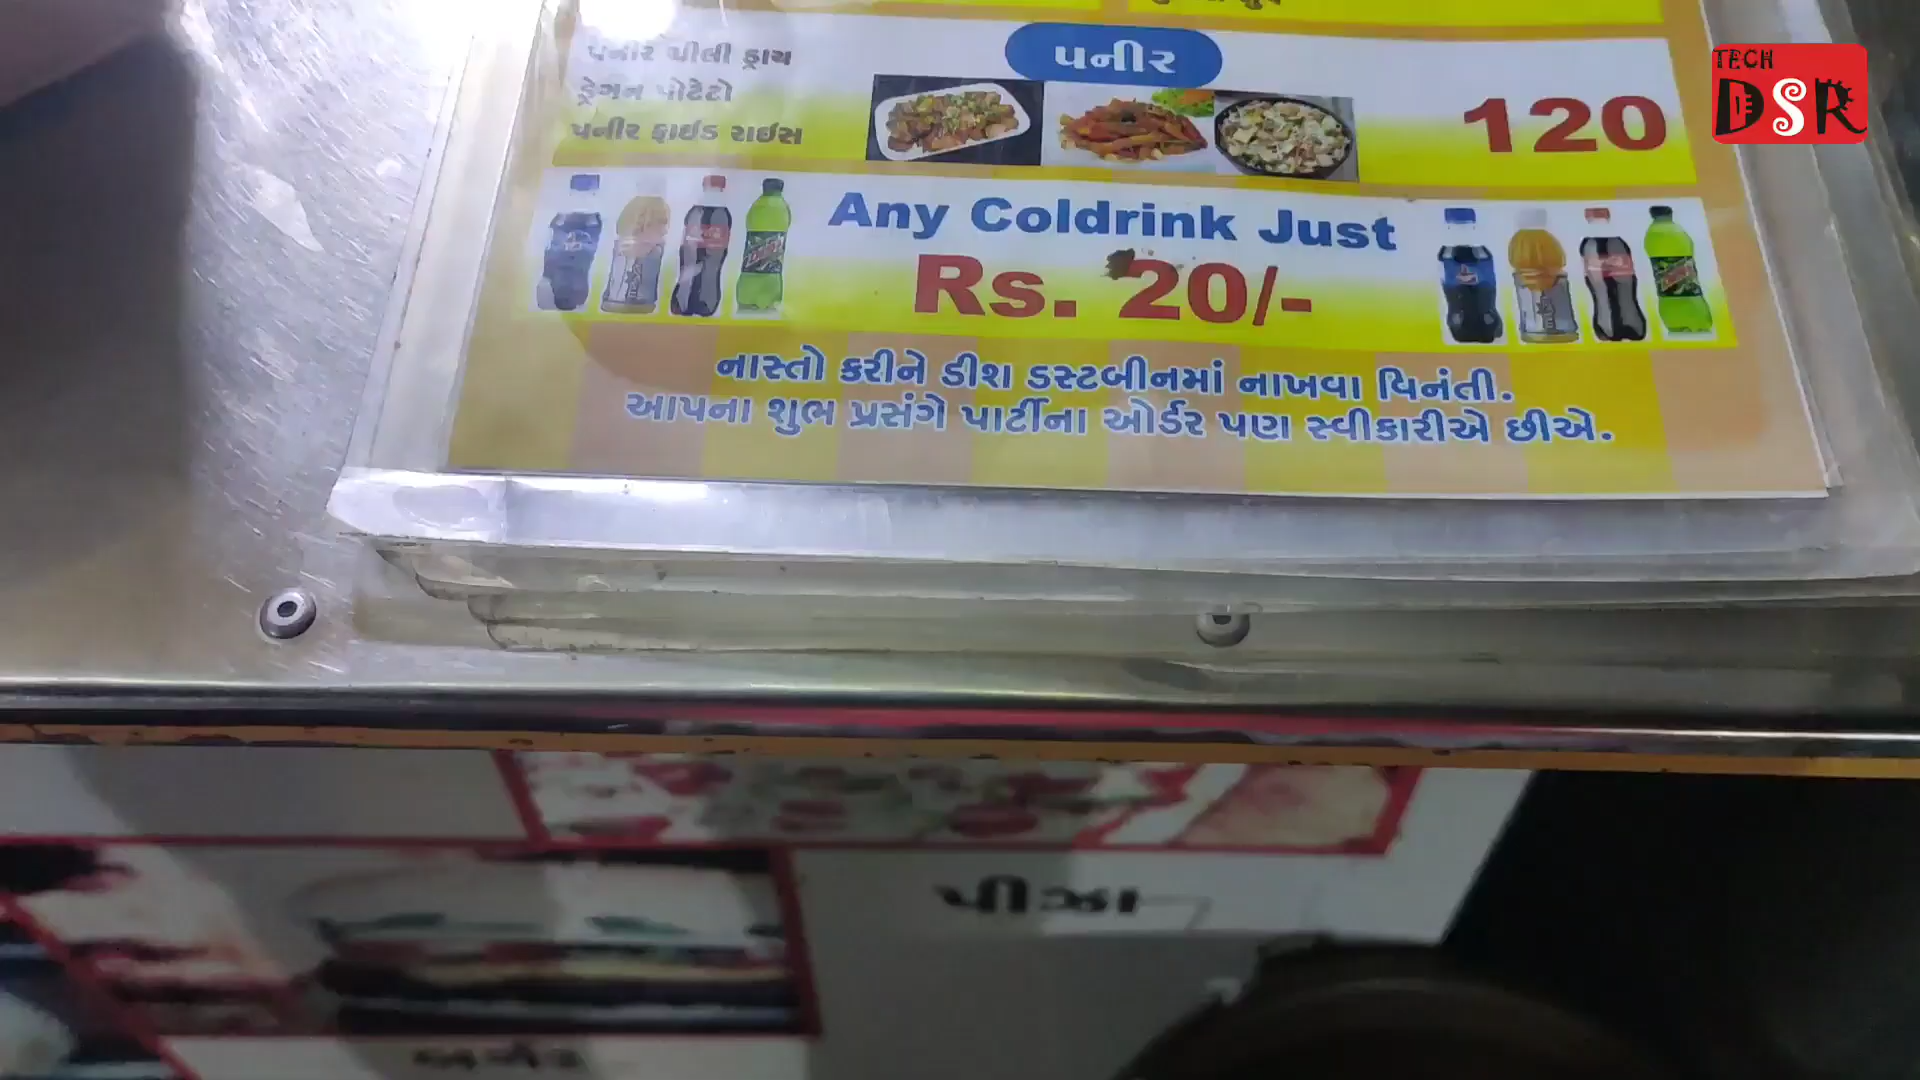 પનીર
પનીર ચીલી ડ્રાય
ડ્રેગન પોટેટો
પનીર ફ્રાઈડ રાઈસ
120
TECH
DSR
Any Coldrink Just
Rs. 20/-
નાસ્તો કરીને ડીશ ડસ્ટબીનમાં નાખવા વિનંતી.
આપના શુભ પ્રસંગે પાર્ટીના ઓર્ડર પણ સ્વીકારીએ છીએ.
પીઝા